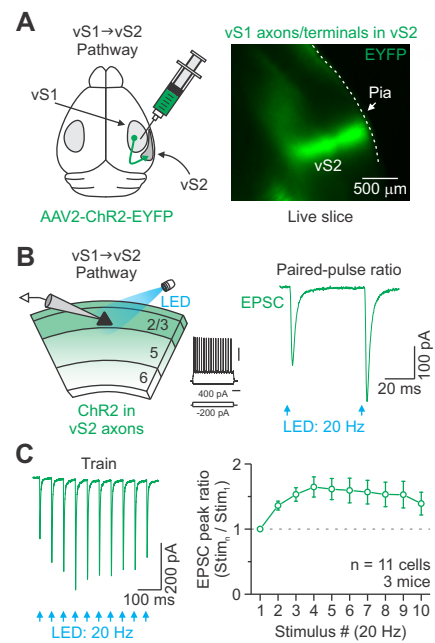 A
vS1→vS2
Pathway
vS1
vS2
AAV2-ChR2-EYFP
vS1 axons/terminals in vS2
EYFP
Pia
vS2
500 μm
Live slice
B
vS1→vS2
Pathway
LED
2/3
5
6
ChR2 in
vS2 axons
400 pA
-200 pA
Paired-pulse ratio
EPSC
100 pA
20 ms
LED: 20 Hz
C
Train
200 pA
100 ms
LED: 20 Hz
EPSC peak ratio
(Stimn / Stim1)
2
1
0
n = 11 cells
3 mice
1 2 3 4 5 6 7 8 9 10
Stimulus # (20 Hz)